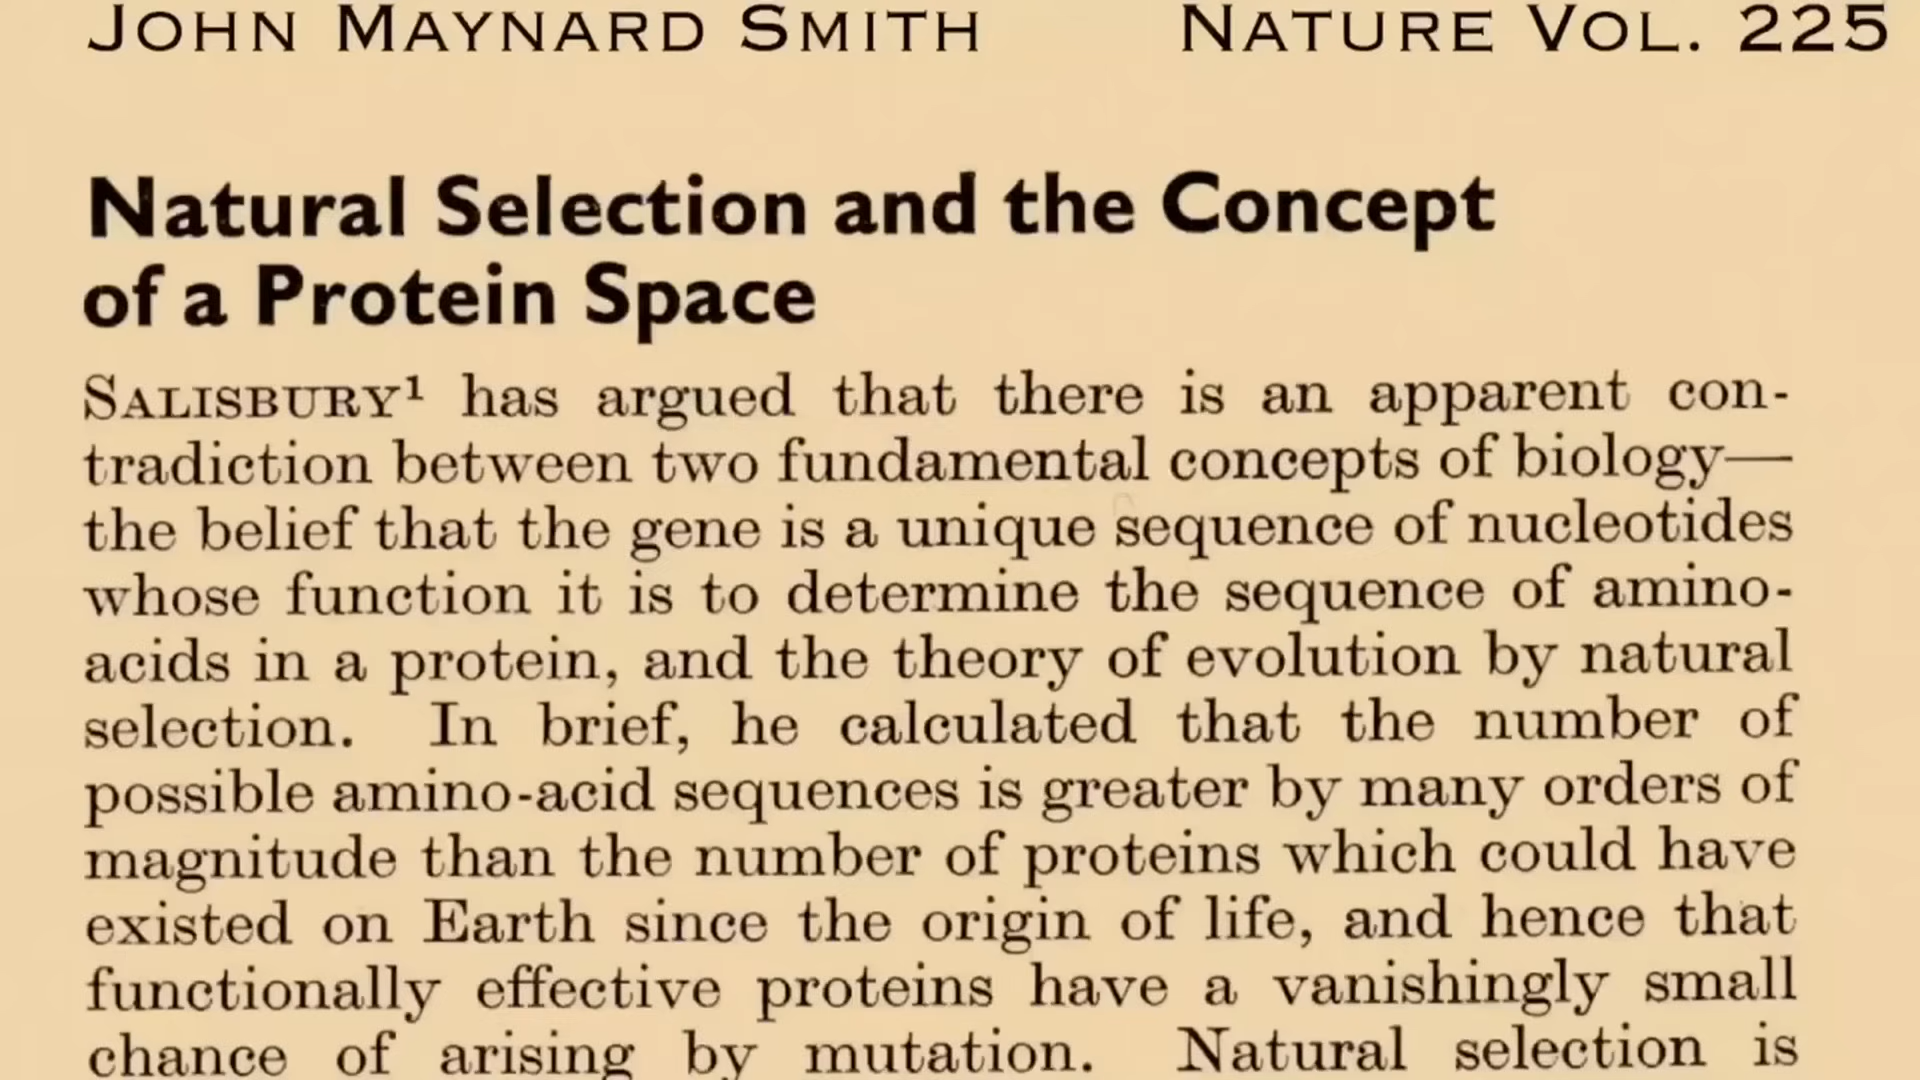 JOHN MAYNARD SMITH NATURE VOL. 225
Natural Selection and the Concept
of a Protein Space
SALISBURY¹ has argued that there is an apparent con-
tradiction between two fundamental concepts of biology—
the belief that the gene is a unique sequence of nucleotides
whose function it is to determine the sequence of amino-
acids in a protein, and the theory of evolution by natural
selection. In brief, he calculated that the number of
possible amino-acid sequences is greater by many orders of
magnitude than the number of proteins which could have
existed on Earth since the origin of life, and hence that
functionally effective proteins have a vanishingly small
chance of arising by mutation. Natural selection is